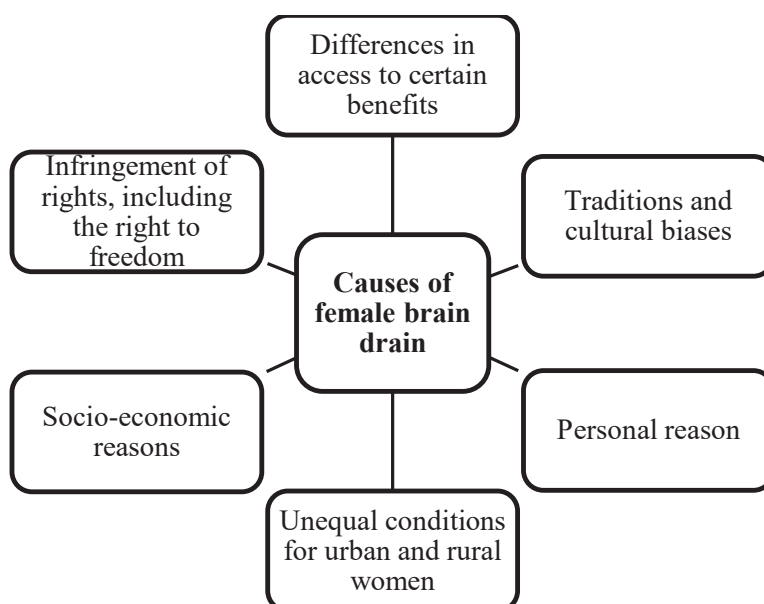 Differences in
access to certain
benefits
Infringement of
rights, including
the right to
freedom
Traditions and
cultural biases
Causes of
female brain
drain
Socio-economic
reasons
Personal reason
Unequal conditions
for urban and rural
women